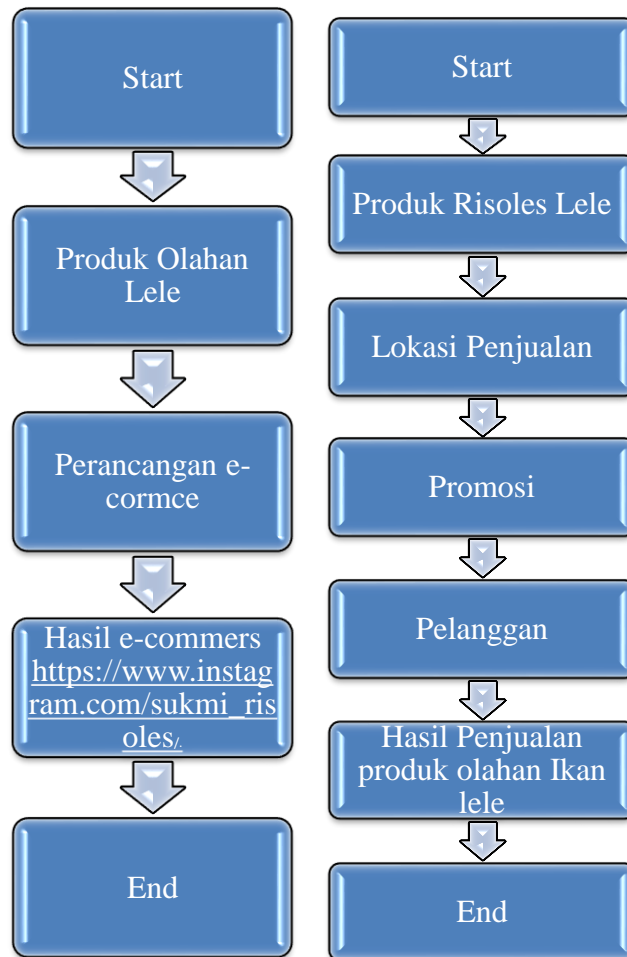 Start
Produk Olahan
Lele
Perancangan e-
cormce
Hasil e-commers
https://www.instag
ram.com/sukmi_ris
oles/.
End
Start
Produk Risoles Lele
Lokasi Penjualan
Promosi
Pelanggan
Hasil Penjualan
produk olahan Ikan
lele
End